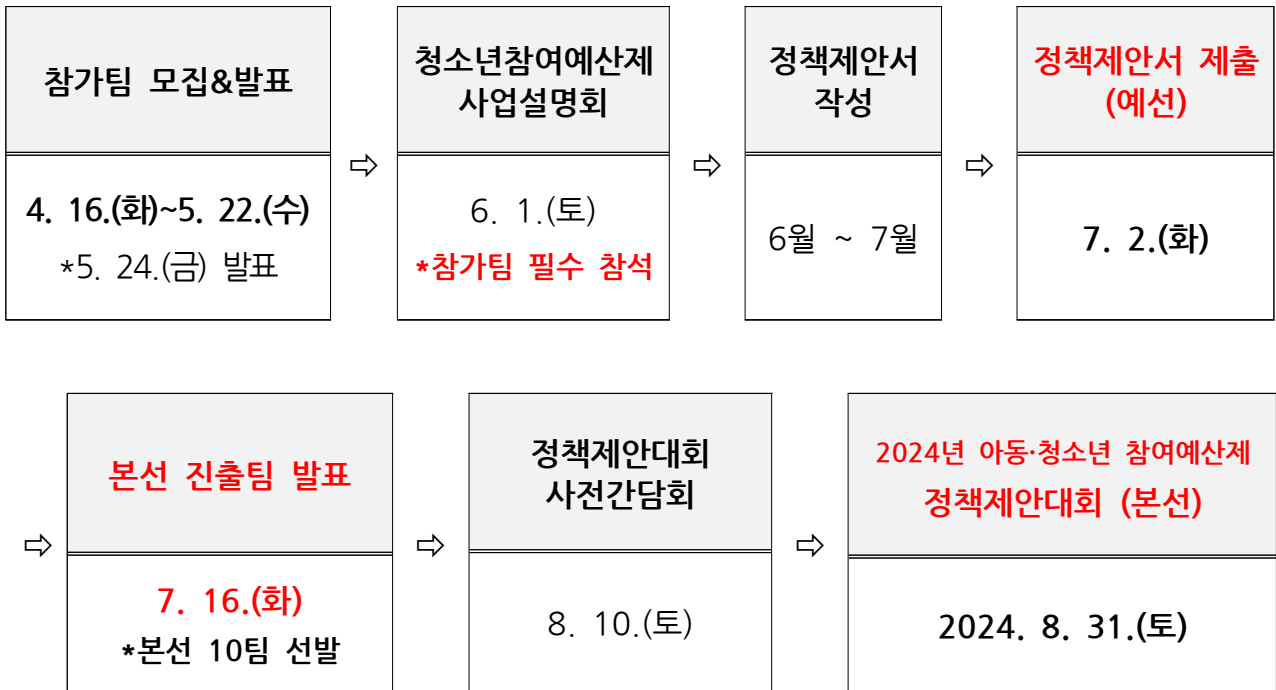 참가팀 모집&발표
4. 16.(화)~5. 22.(수)
*5. 24.(금) 발표
⇨
청소년참여예산제
사업설명회
6. 1.(토)
*참가팀 필수 참석
⇨
정책제안서
작성
6월 ~ 7월
⇨
정책제안서 제출
(예선)
7. 2.(화)
⇨
본선 진출팀 발표
7. 16.(화)
*본선 10팀 선발
⇨
정책제안대회
사전간담회
8. 10.(토)
⇨
2024년 아동·청소년 참여예산제
정책제안대회 (본선)
2024. 8. 31.(토)